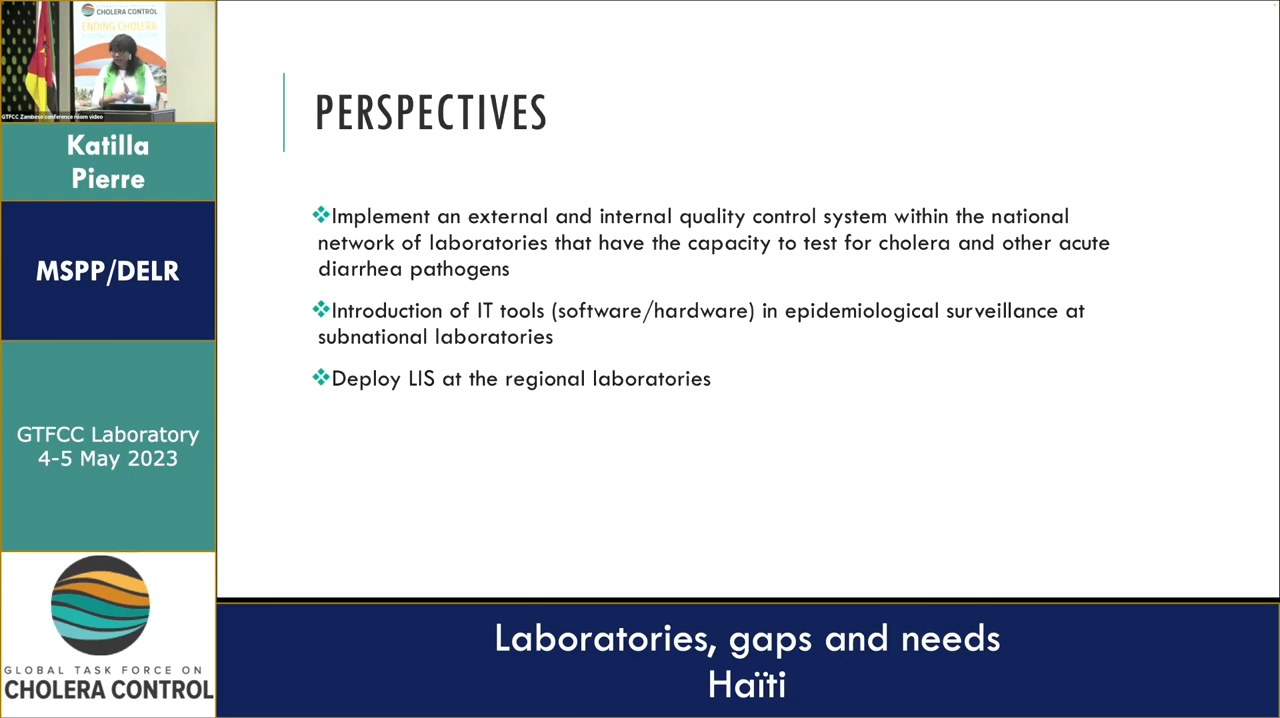 CHOLERA CONTROL
ENDING CHOLERA
GTFCC Zambese conference room video
Katilla
Pierre
MSPP/DELR
GTFCC Laboratory
4-5 May 2023
GLOBAL TASK FORCE ON
CHOLERA CONTROL
PERSPECTIVES
Implement an external and internal quality control system within the national
network of laboratories that have the capacity to test for cholera and other acute
diarrhea pathogens
Introduction of IT tools (software/hardware) in epidemiological surveillance at
subnational laboratories
Deploy LIS at the regional laboratories
Laboratories, gaps and needs
Haïti